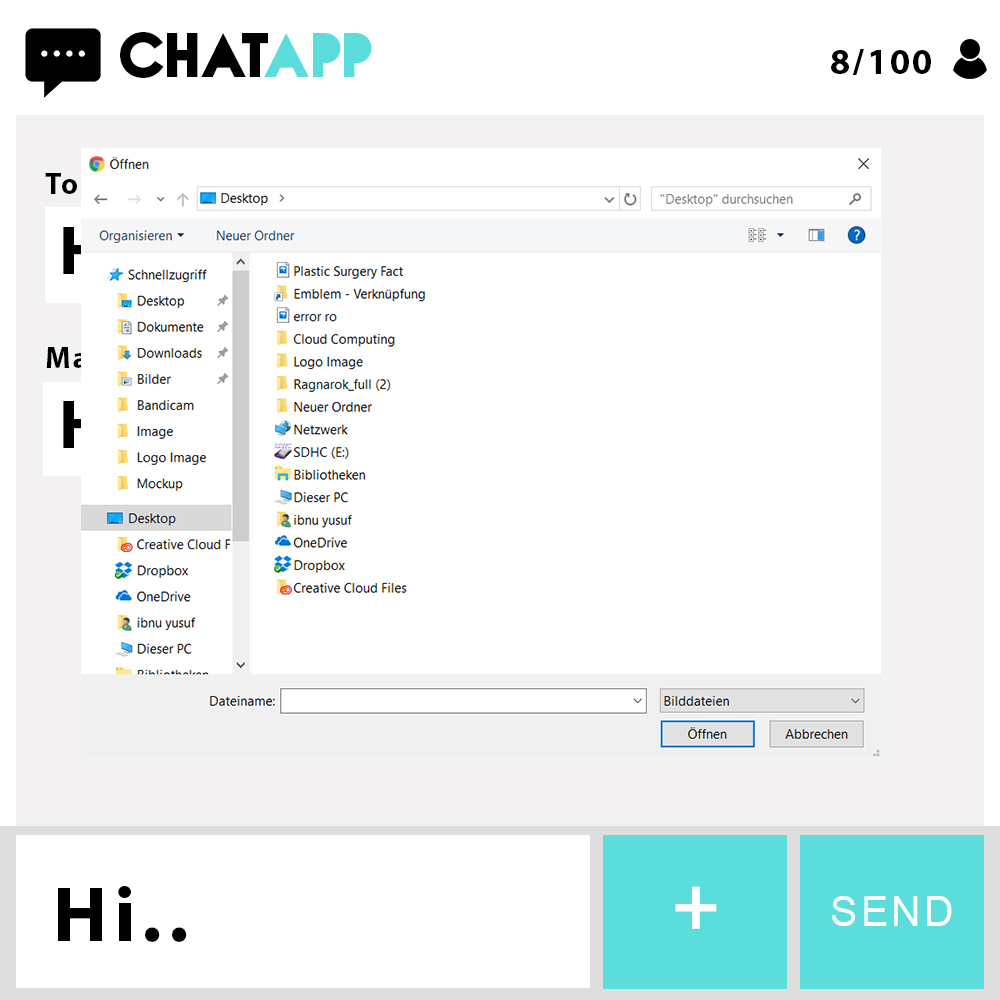 CHATAPP
8/100
Öffnen
To
Desktop
"Desktop" durchsuchen
Organisieren
Neuer Ordner
?
H
Schnellzugriff
Desktop
Dokumente
Downloads
Bilder
Bandicam
Image
Logo Image
Mockup
Desktop
Creative Cloud F
Dropbox
OneDrive
ibnu yusuf
Dieser PC
Bibliotheken
Ma
H
Plastic Surgery Fact
Emblem - Verknüpfung
error ro
Cloud Computing
Logo Image
Ragnarok_full (2)
Neuer Ordner
Netzwerk
SDHC (E:)
Bibliotheken
Dieser PC
ibnu yusuf
OneDrive
Dropbox
Creative Cloud Files
Dateiname:
Bilddateien
Öffnen
Abbrechen
Hi..
+
SEND